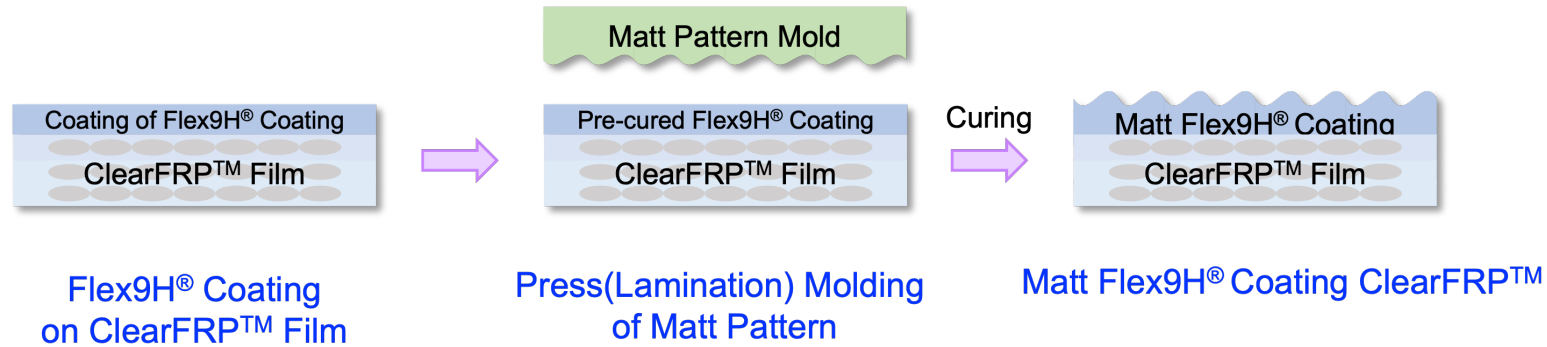 Matt Pattern Mold
Coating of Flex9H® Coating
ClearFRP™ Film
Pre-cured Flex9H® Coating
ClearFRP™ Film
Curing
Matt Flex9H® Coating
ClearFRP™ Film
Flex9H® Coating
on ClearFRP™ Film
Press(Lamination) Molding
of Matt Pattern
Matt Flex9H® Coating ClearFRP™